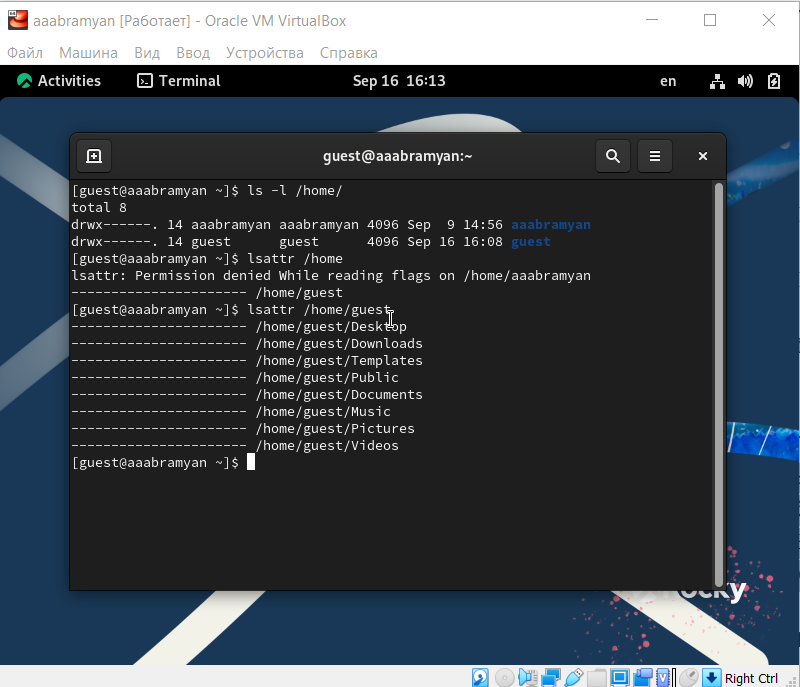 aaabramyan [Работает] - Oracle VM VirtualBox
Файл Машина Вид Ввод Устройства Справка
Activities Terminal Sep 16 16:13 en
guest@aaabramyan:~
[guest@aaabramyan ~]$ ls -l /home/
total 8
drwx------. 14 aaabramyan aaabramyan 4096 Sep  9 14:56 aaabramyan
drwx------. 14 guest      guest      4096 Sep 16 16:08 guest
[guest@aaabramyan ~]$ lsattr /home
lsattr: Permission denied While reading flags on /home/aaabramyan
---------------------- /home/guest
[guest@aaabramyan ~]$ lsattr /home/guest
---------------------- /home/guest/Desktop
---------------------- /home/guest/Downloads
---------------------- /home/guest/Templates
---------------------- /home/guest/Public
---------------------- /home/guest/Documents
---------------------- /home/guest/Music
---------------------- /home/guest/Pictures
---------------------- /home/guest/Videos
[guest@aaabramyan ~]$
Rocky
Right Ctrl